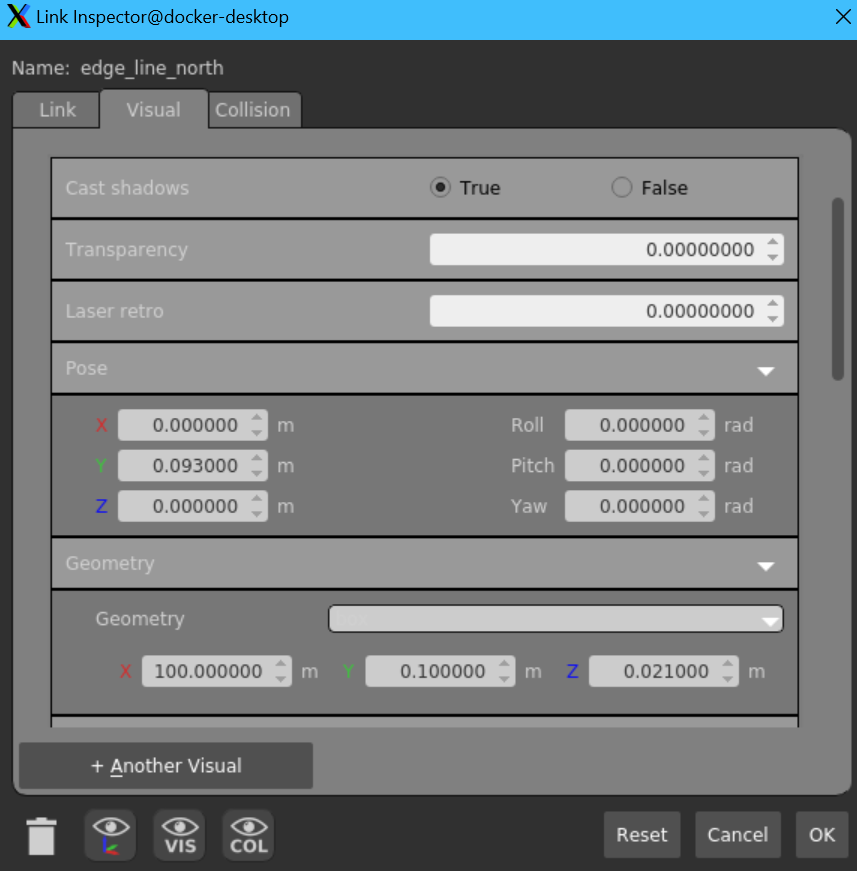 Link Inspector@docker-desktop
Name: edge_line_north
Link Visual Collision
Cast shadows True False
Transparency 0.00000000
Laser retro 0.00000000
Pose
X 0.000000 m Roll 0.000000 rad
Y 0.093000 m Pitch 0.000000 rad
Z 0.000000 m Yaw 0.000000 rad
Geometry
Geometry
X 100.000000 m Y 0.100000 m Z 0.021000 m
+ Another Visual
VIS COL Reset Cancel OK